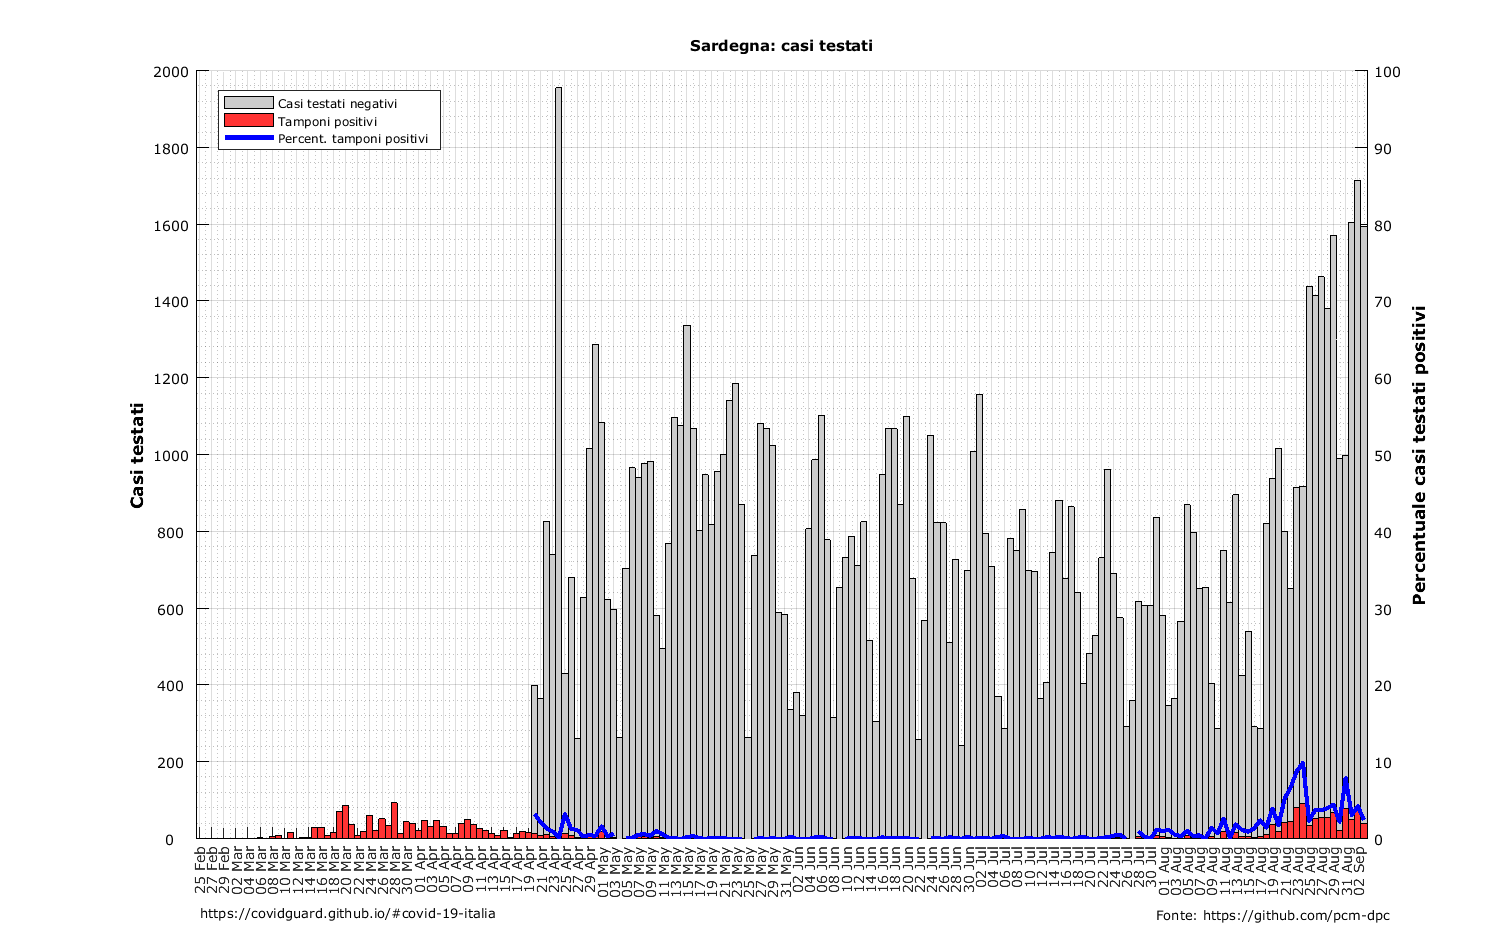 Sardegna: casi testati
Casi testati negativi
Tamponi positivi
Percent. tamponi positivi
Casi testati
2000
1800
1600
1400
1200
1000
800
600
400
200
0
100
90
80
70
60
50
40
30
20
10
0
Percentuale casi testati positivi
25 Feb
27 Feb
29 Feb
02 Mar
04 Mar
06 Mar
08 Mar
10 Mar
12 Mar
14 Mar
16 Mar
18 Mar
20 Mar
22 Mar
24 Mar
26 Mar
28 Mar
30 Mar
01 Apr
03 Apr
05 Apr
07 Apr
09 Apr
11 Apr
13 Apr
15 Apr
17 Apr
19 Apr
21 Apr
23 Apr
25 Apr
27 Apr
29 Apr
01 May
03 May
05 May
07 May
09 May
11 May
13 May
15 May
17 May
19 May
21 May
23 May
25 May
27 May
29 May
31 May
02 Jun
04 Jun
06 Jun
08 Jun
10 Jun
12 Jun
14 Jun
16 Jun
18 Jun
20 Jun
22 Jun
24 Jun
26 Jun
28 Jun
30 Jun
02 Jul
04 Jul
06 Jul
08 Jul
10 Jul
12 Jul
14 Jul
16 Jul
18 Jul
20 Jul
22 Jul
24 Jul
26 Jul
28 Jul
30 Jul
01 Aug
03 Aug
05 Aug
07 Aug
09 Aug
11 Aug
13 Aug
15 Aug
17 Aug
19 Aug
21 Aug
23 Aug
25 Aug
27 Aug
29 Aug
31 Aug
02 Sep
https://covidguard.github.io/#covid-19-italia
Fonte: https://github.com/pcm-dpc